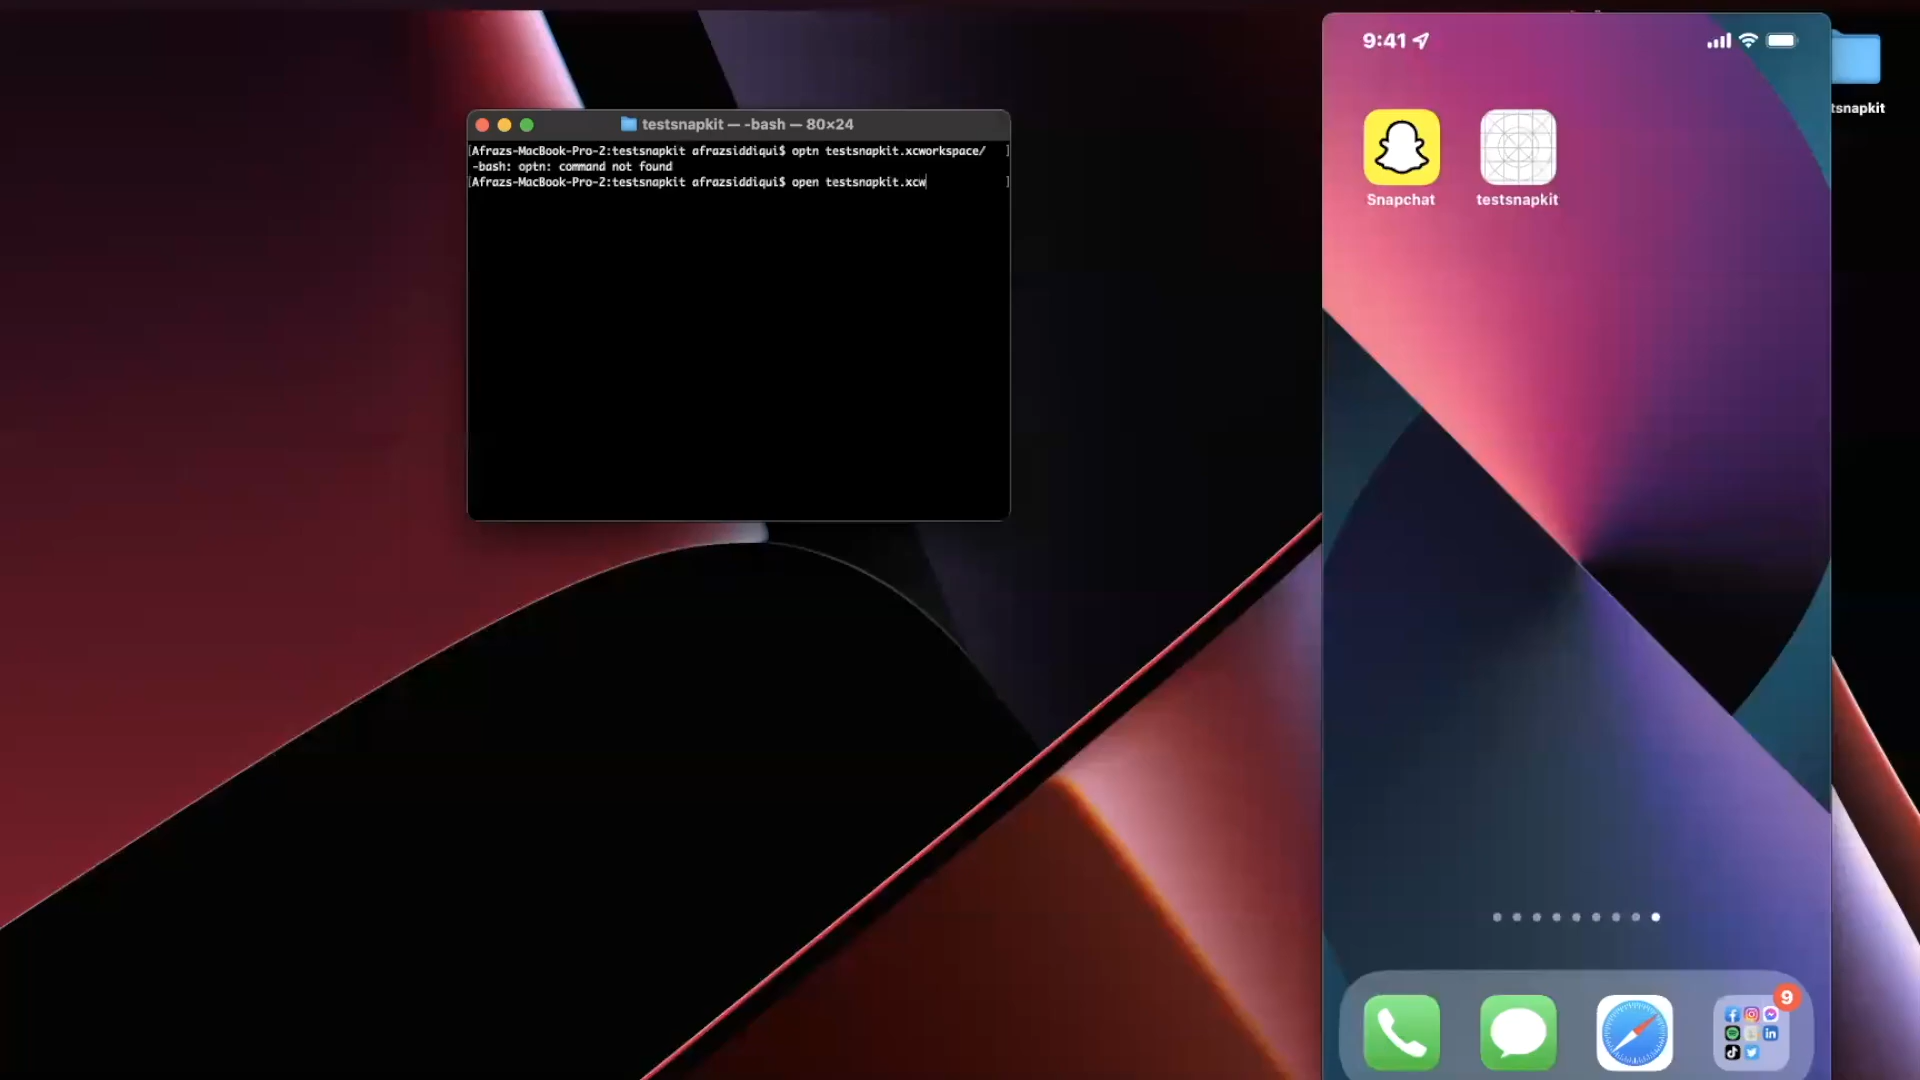 testsnapkit — -bash — 80×24
[Afrazs-MacBook-Pro-2:testsnapkit afrazsiddiqui$ optn testsnapkit.xcworkspace/ ]
-bash: optn: command not found
[Afrazs-MacBook-Pro-2:testsnapkit afrazsiddiqui$ open testsnapkit.xcw ]
9:41
Snapchat
testsnapkit
tsnapkit
9